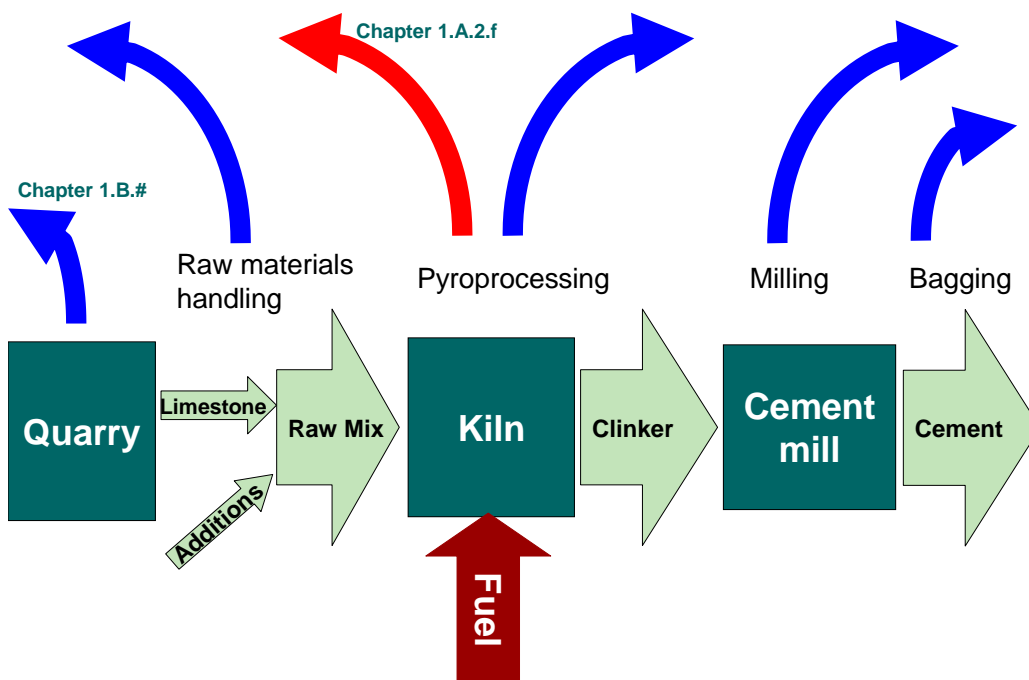 Chapter 1.A.2.f
Chapter 1.B.#
Raw materials
handling
Pyroprocessing
Milling
Bagging
Quarry
Limestone
Additions
Raw Mix
Kiln
Clinker
Cement
mill
Cement
Fuel